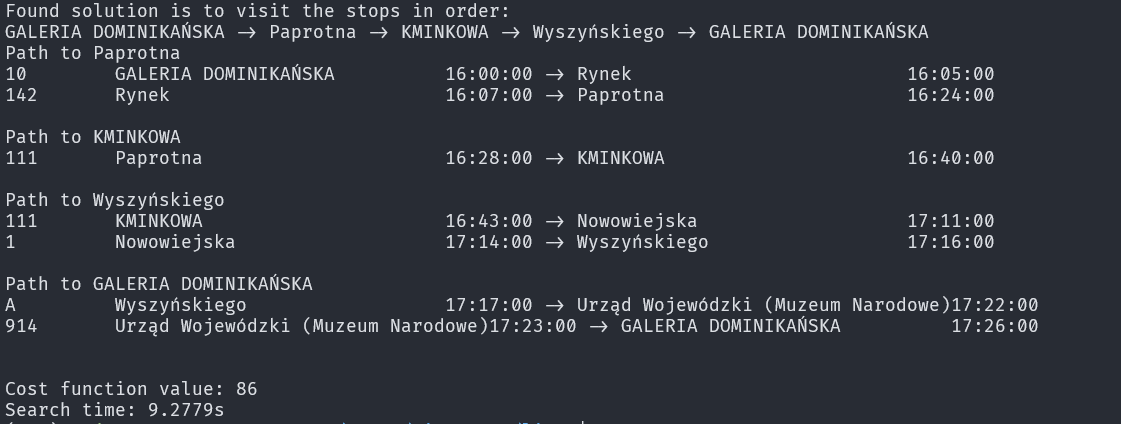 Found solution is to visit the stops in order:
GALERIA DOMINIKAŃSKA -> Paprotna -> KMINKOWA -> Wyszyńskiego -> GALERIA DOMINIKAŃSKA
Path to Paprotna
10 GALERIA DOMINIKAŃSKA 16:00:00 -> Rynek 16:05:00
142 Rynek 16:07:00 -> Paprotna 16:24:00
Path to KMINKOWA
111 Paprotna 16:28:00 -> KMINKOWA 16:40:00
Path to Wyszyńskiego
111 KMINKOWA 16:43:00 -> Nowowiejska 17:11:00
1 Nowowiejska 17:14:00 -> Wyszyńskiego 17:16:00
Path to GALERIA DOMINIKAŃSKA
A Wyszyńskiego 17:17:00 -> Urząd Wojewódzki (Muzeum Narodowe)17:22:00
914 Urząd Wojewódzki (Muzeum Narodowe)17:23:00 -> GALERIA DOMINIKAŃSKA 17:26:00
Cost function value: 86
Search time: 9.2779s